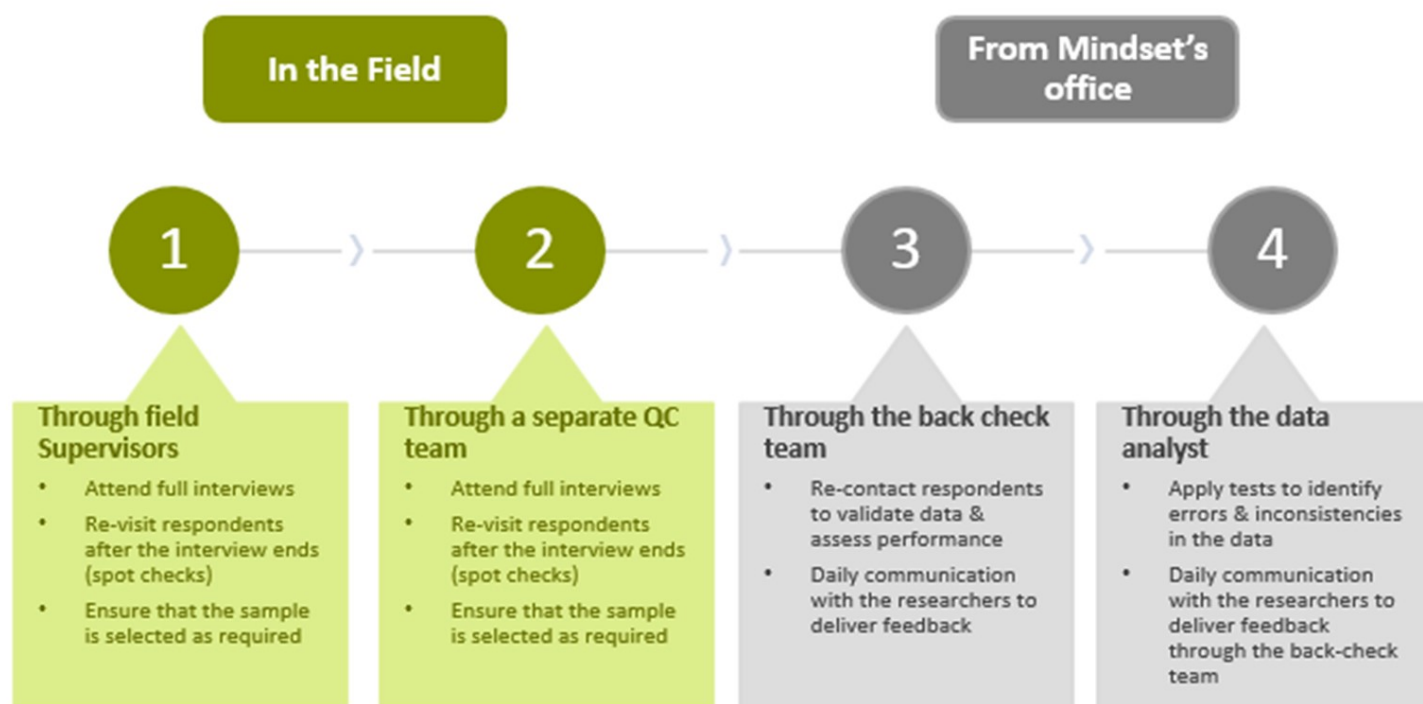 In the Field
From Mindset's
office
1
2
3
4
Through field
Supervisors
• Attend full interviews
• Re-visit respondents
after the interview ends
(spot checks)
• Ensure that the sample
is selected as required
Through a separate QC
team
• Attend full interviews
• Re-visit respondents
after the interview ends
(spot checks)
• Ensure that the sample
is selected as required
Through the back check
team
• Re-contact respondents
to validate data &
assess performance
• Daily communication
with the researchers to
deliver feedback
Through the data
analyst
• Apply tests to identify
errors & inconsistencies
in the data
• Daily communication
with the researchers to
deliver feedback
through the back-check
team